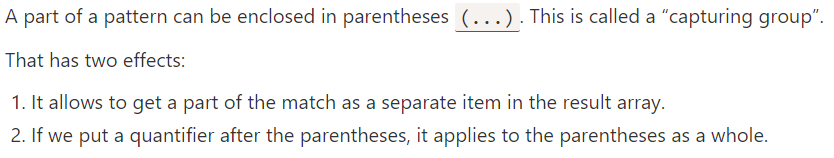 A part of a pattern can be enclosed in parentheses (...). This is called a “capturing group”.
That has two effects:
1. It allows to get a part of the match as a separate item in the result array.
2. If we put a quantifier after the parentheses, it applies to the parentheses as a whole.